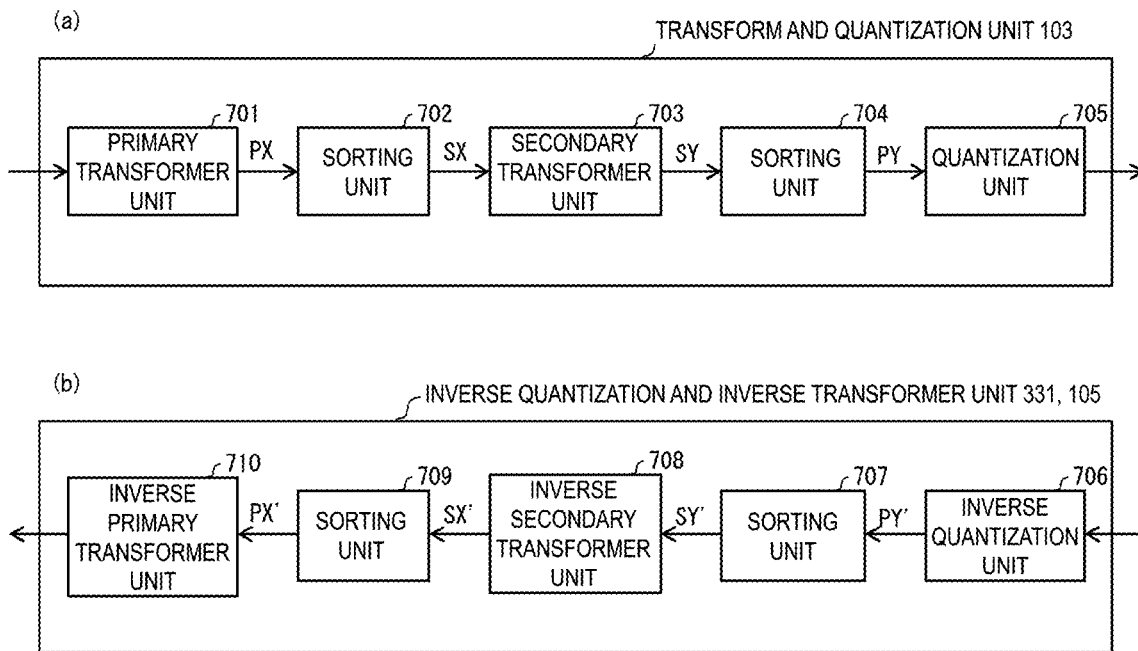 (a)
TRANSFORM AND QUANTIZATION UNIT 103
701
702
703
704
705
PRIMARY
TRANSFORMER
UNIT
PX
SORTING
UNIT
SX
SECONDARY
TRANSFORMER
UNIT
SY
SORTING
UNIT
PY
QUANTIZATION
UNIT
(b)
INVERSE QUANTIZATION AND INVERSE TRANSFORMER UNIT 331, 105
710
709
708
707
706
INVERSE
PRIMARY
TRANSFORMER
UNIT
PX'
SORTING
UNIT
SX'
INVERSE
SECONDARY
TRANSFORMER
UNIT
SY'
SORTING
UNIT
PY'
INVERSE
QUANTIZATION
UNIT